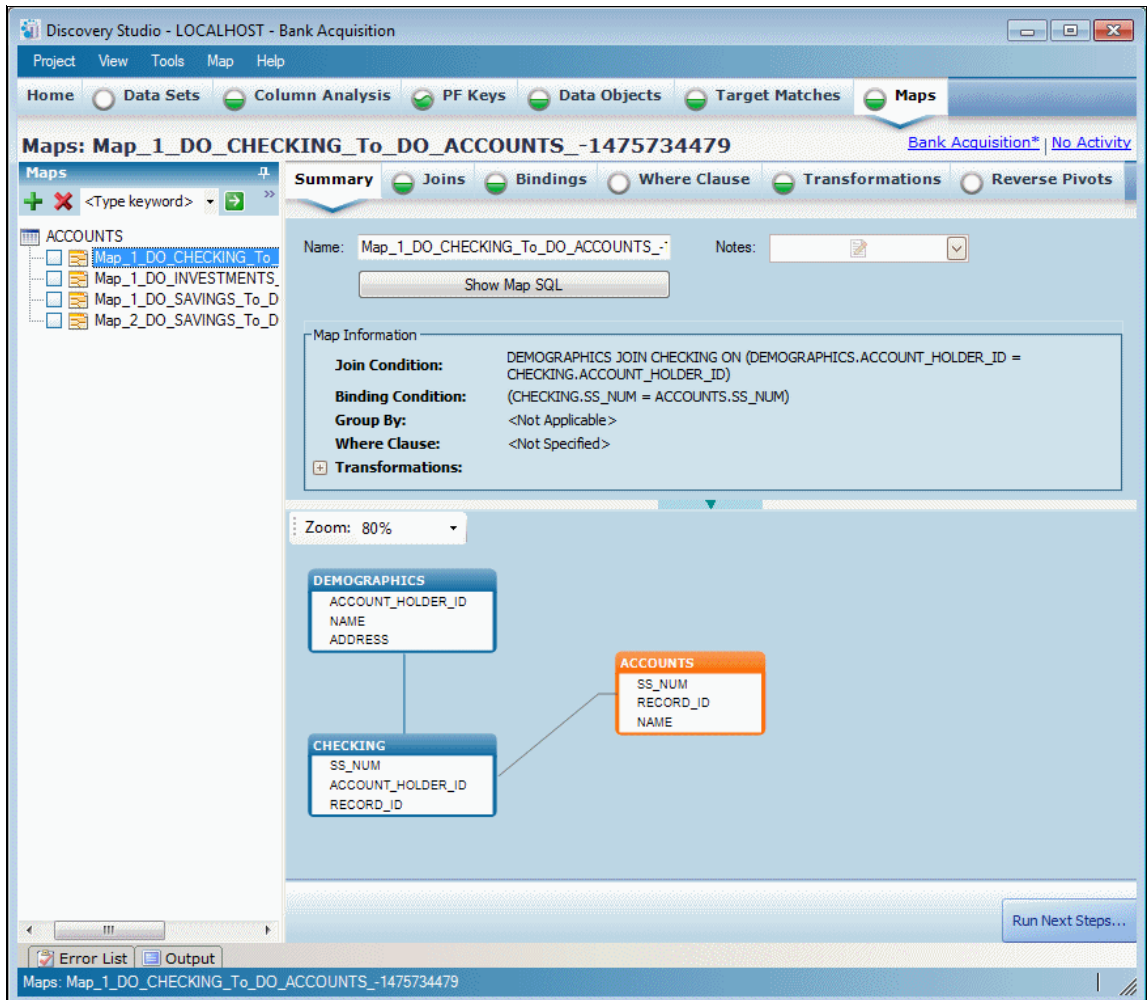 Discovery Studio - LOCALHOST - Bank Acquisition
Project View Tools Map Help
Home Data Sets Column Analysis PF Keys Data Objects Target Matches Maps
Maps: Map_1_DO_CHECKING_To_DO_ACCOUNTS_-1475734479
Bank Acquisition* | No Activity
Maps
<Type keyword>
ACCOUNTS
Map_1_DO_CHECKING_To_
Map_1_DO_INVESTMENTS_
Map_1_DO_SAVINGS_To_D
Map_2_DO_SAVINGS_To_D
Summary Joins Bindings Where Clause Transformations Reverse Pivots
Name: Map_1_DO_CHECKING_To_DO_ACCOUNTS_-1 Notes:
Show Map SQL
Map Information
Join Condition: DEMOGRAPHICS JOIN CHECKING ON (DEMOGRAPHICS.ACCOUNT_HOLDER_ID =
CHECKING.ACCOUNT_HOLDER_ID)
Binding Condition: (CHECKING.SS_NUM = ACCOUNTS.SS_NUM)
Group By: <Not Applicable>
Where Clause: <Not Specified>
Transformations:
Zoom: 80%
DEMOGRAPHICS
ACCOUNT_HOLDER_ID
NAME
ADDRESS
ACCOUNTS
SS_NUM
RECORD_ID
NAME
CHECKING
SS_NUM
ACCOUNT_HOLDER_ID
RECORD_ID
Run Next Steps...
Error List Output
Maps: Map_1_DO_CHECKING_To_DO_ACCOUNTS_-1475734479